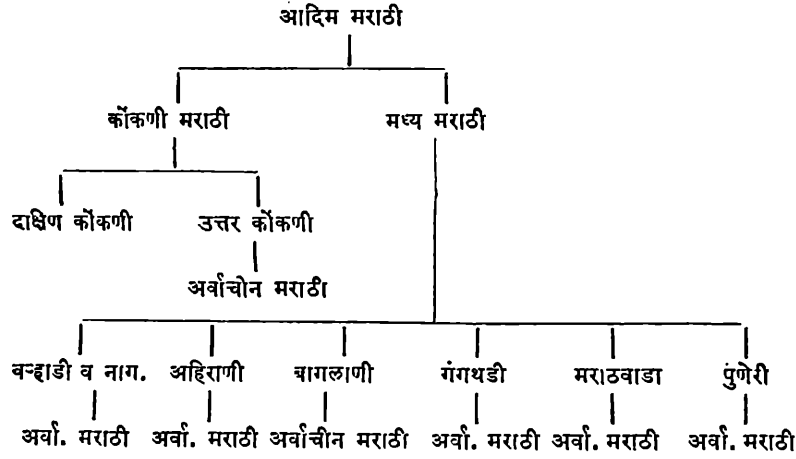 आदिम मराठी
कोंकणी मराठी मध्य मराठी
दाक्षिण कोंकणी उत्तर कोंकणी
अर्वाचोन मराठी
वऱ्हाडी व नाग. अहिराणी बागलाणी गंगथडी मराठवाडा पुंणेरी
अर्वा. मराठी अर्वा. मराठी अर्वाचीन मराठी अर्वा. मराठी अर्वा. मराठी अर्वा. मराठी